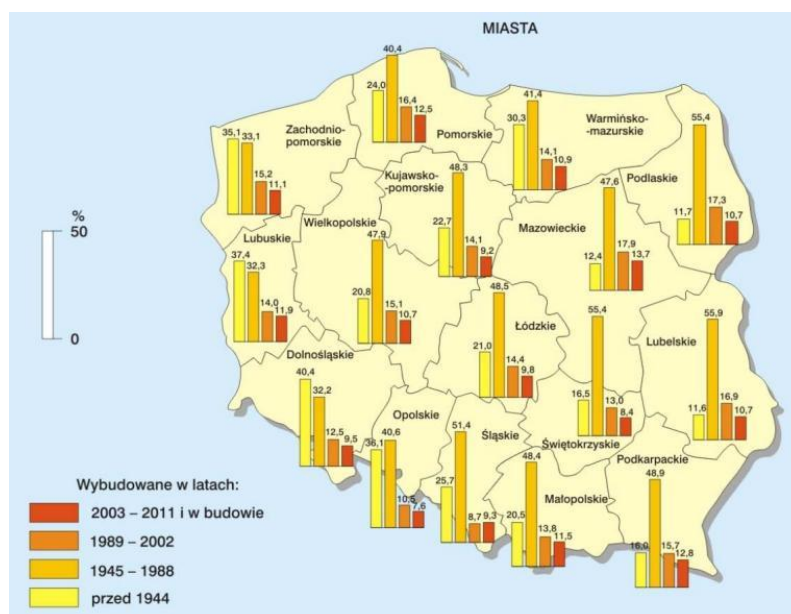 MIASTA
Zachodnio-
pomorskie
35,1
33,1
15,2
11,1
Pomorskie
24,0
40,4
16,4
12,5
Warmińsko-
-mazurskie
30,3
41,4
14,1
10,9
Podlaskie
11,7
55,4
17,3
10,7
Kujawsko-
-pomorskie
22,7
48,3
14,1
9,2
Mazowieckie
12,4
47,6
17,9
13,7
%
50
0
Lubuskie
37,4
32,3
14,0
11,9
Wielkopolskie
20,8
47,9
15,1
10,7
Łódzkie
21,0
48,5
14,4
9,8
Lubelskie
11,6
55,9
16,9
10,7
Dolnośląskie
40,4
32,2
12,5
9,5
Opolskie
36,1
40,6
10,5
7,6
Śląskie
25,7
51,4
8,7
9,3
Świętokrzyskie
16,5
55,4
13,0
8,4
Małopolskie
20,5
48,4
13,8
11,5
Podkarpackie
16,0
48,9
15,7
12,8
Wybudowane w latach:
2003 – 2011 i w budowie
1989 – 2002
1945 – 1988
przed 1944